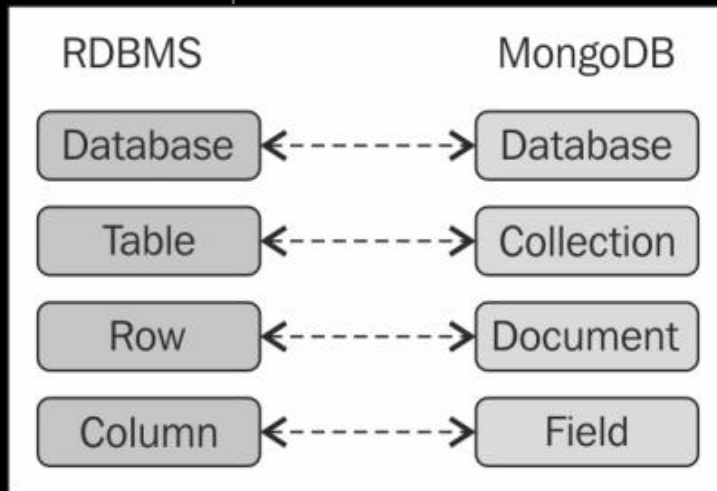 RDBMS MongoDB
Database Database
Table Collection
Row Document
Column Field